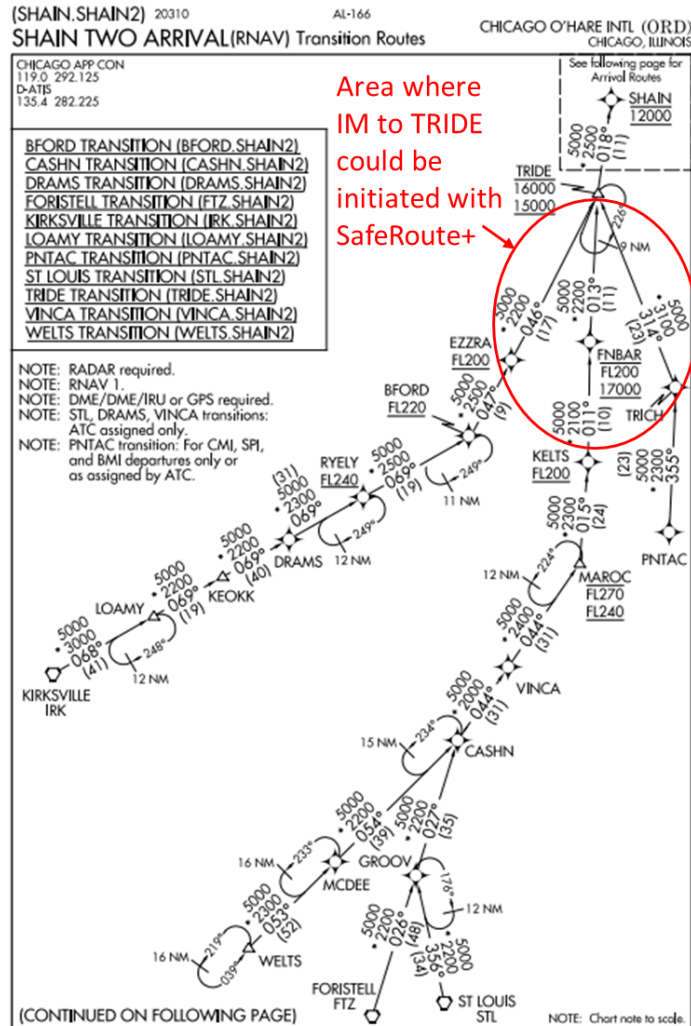 (SHAIN.SHAIN2) 20310
AL-166
SHAIN TWO ARRIVAL(RNAV) Transition Routes
CHICAGO O'HARE INTL (ORD)
CHICAGO, ILLINOIS
CHICAGO APP CON
119.0 292.125
D-ATIS
135.4 282.225
BFORD TRANSITION (BFORD.SHAIN2)
CASHN TRANSITION (CASHN.SHAIN2)
DRAMS TRANSITION (DRAMS.SHAIN2)
FORISTELL TRANSITION (FTZ.SHAIN2)
KIRKSVILLE TRANSITION (IRK.SHAIN2)
LOAMY TRANSITION (LOAMY.SHAIN2)
PNTAC TRANSITION (PNTAC.SHAIN2)
ST LOUIS TRANSITION (STL.SHAIN2)
TRIDE TRANSITION (TRIDE.SHAIN2)
VINCA TRANSITION (VINCA.SHAIN2)
WELTS TRANSITION (WELTS.SHAIN2)
Area where
IM to TRIDE
could be
initiated with
SafeRoute+
See following page for
Arrival Routes
SHAIN
12000
5000
*2500
018°
(11)
TRIDE
16000
15000
226°
9 NM
5000
*2200
046°
(17)
5000
*2200
013°
(11)
5000
*3100
314°
(23)
NOTE: RADAR required.
NOTE: RNAV 1.
NOTE: DME/DME/IRU or GPS required.
NOTE: STL, DRAMS, VINCA transitions:
ATC assigned only.
NOTE: PNTAC transition: For CMI, SPI,
and BMI departures only or
as assigned by ATC.
EZZRA
FL200
FNBAR
FL200
17000
TRICH
BFORD
FL220
5000
*2500
047°
(9)
5000
*2100
011°
(10)
KELTS
FL200
249°
11 NM
RYELY
FL240
5000
*2500
069°
(19)
249°
12 NM
(31)
5000
*2300
069°
DRAMS
5000
*2200
069°
(40)
KEOKK
5000
*2200
069°
(19)
LOAMY
248°
12 NM
5000
*3000
068°
(41)
KIRKSVILLE
IRK
(23)
5000
*2300
355°
PNTAC
5000
*2300
015°
(24)
224°
12 NM
MAROC
FL270
FL240
5000
*2400
044°
(31)
VINCA
5000
*2000
044°
(31)
234°
15 NM
CASHN
5000
*2200
054°
(39)
5000
*2200
027°
(35)
233°
16 NM
MCDEE
GROOV
176°
12 NM
5000
*2300
053°
(52)
219°
039°
16 NM
WELTS
5000
*2200
026°
(48)
5000
*2200
356°
(34)
FORISTELL
FTZ
ST LOUIS
STL
(CONTINUED ON FOLLOWING PAGE)
NOTE: Chart note to scale.